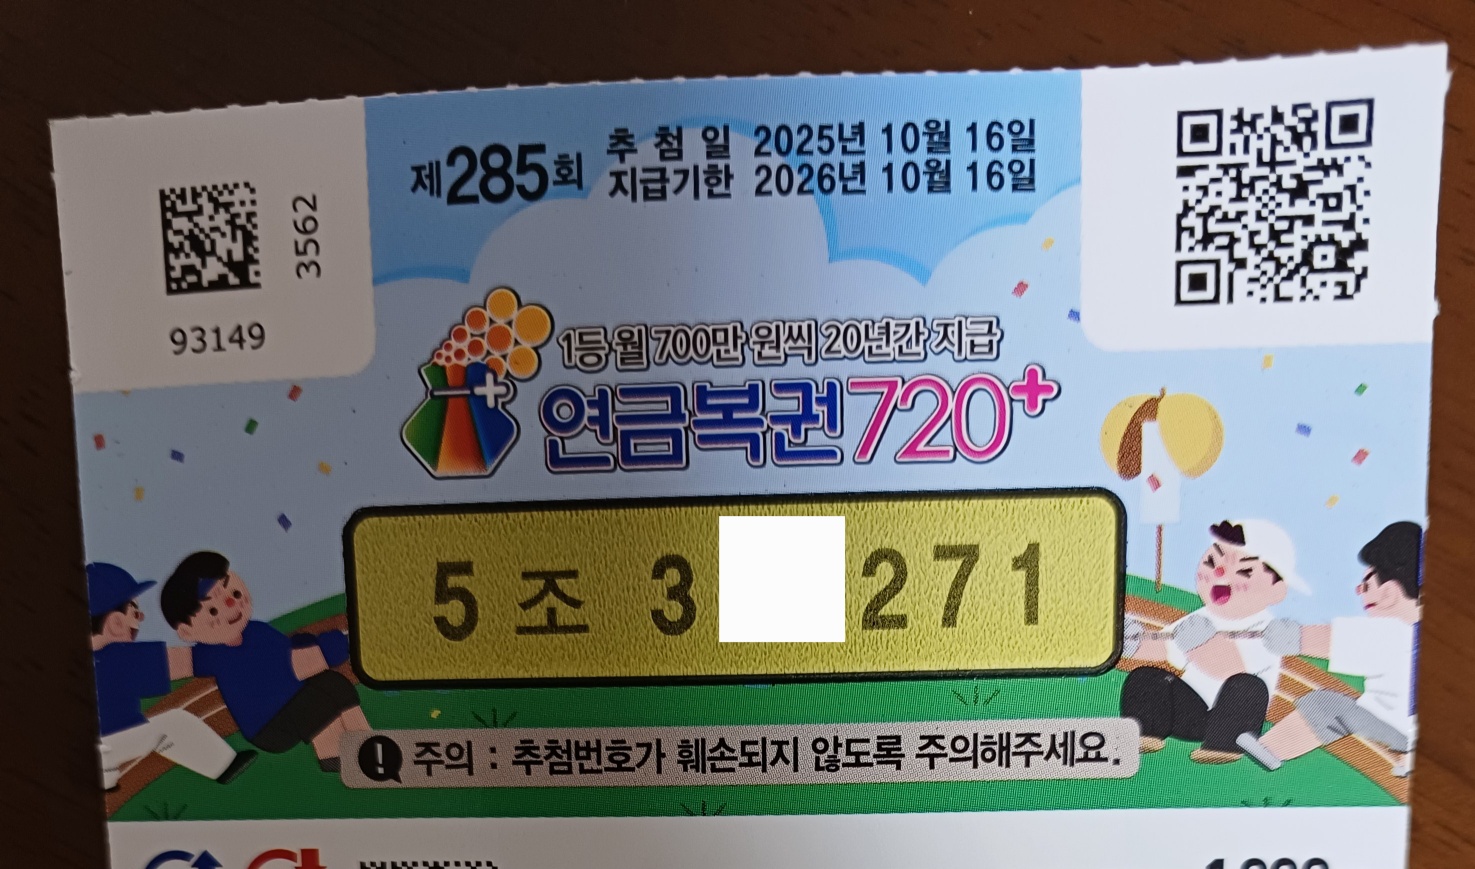 제285회
추 첨 일 2025년 10월 16일
지급기한 2026년 10월 16일
3562
93149
1등 월 700만 원씩 20년간 지급
연금복권720+
5 조 3 271
! 주의 : 추첨번호가 훼손되지 않도록 주의해주세요.